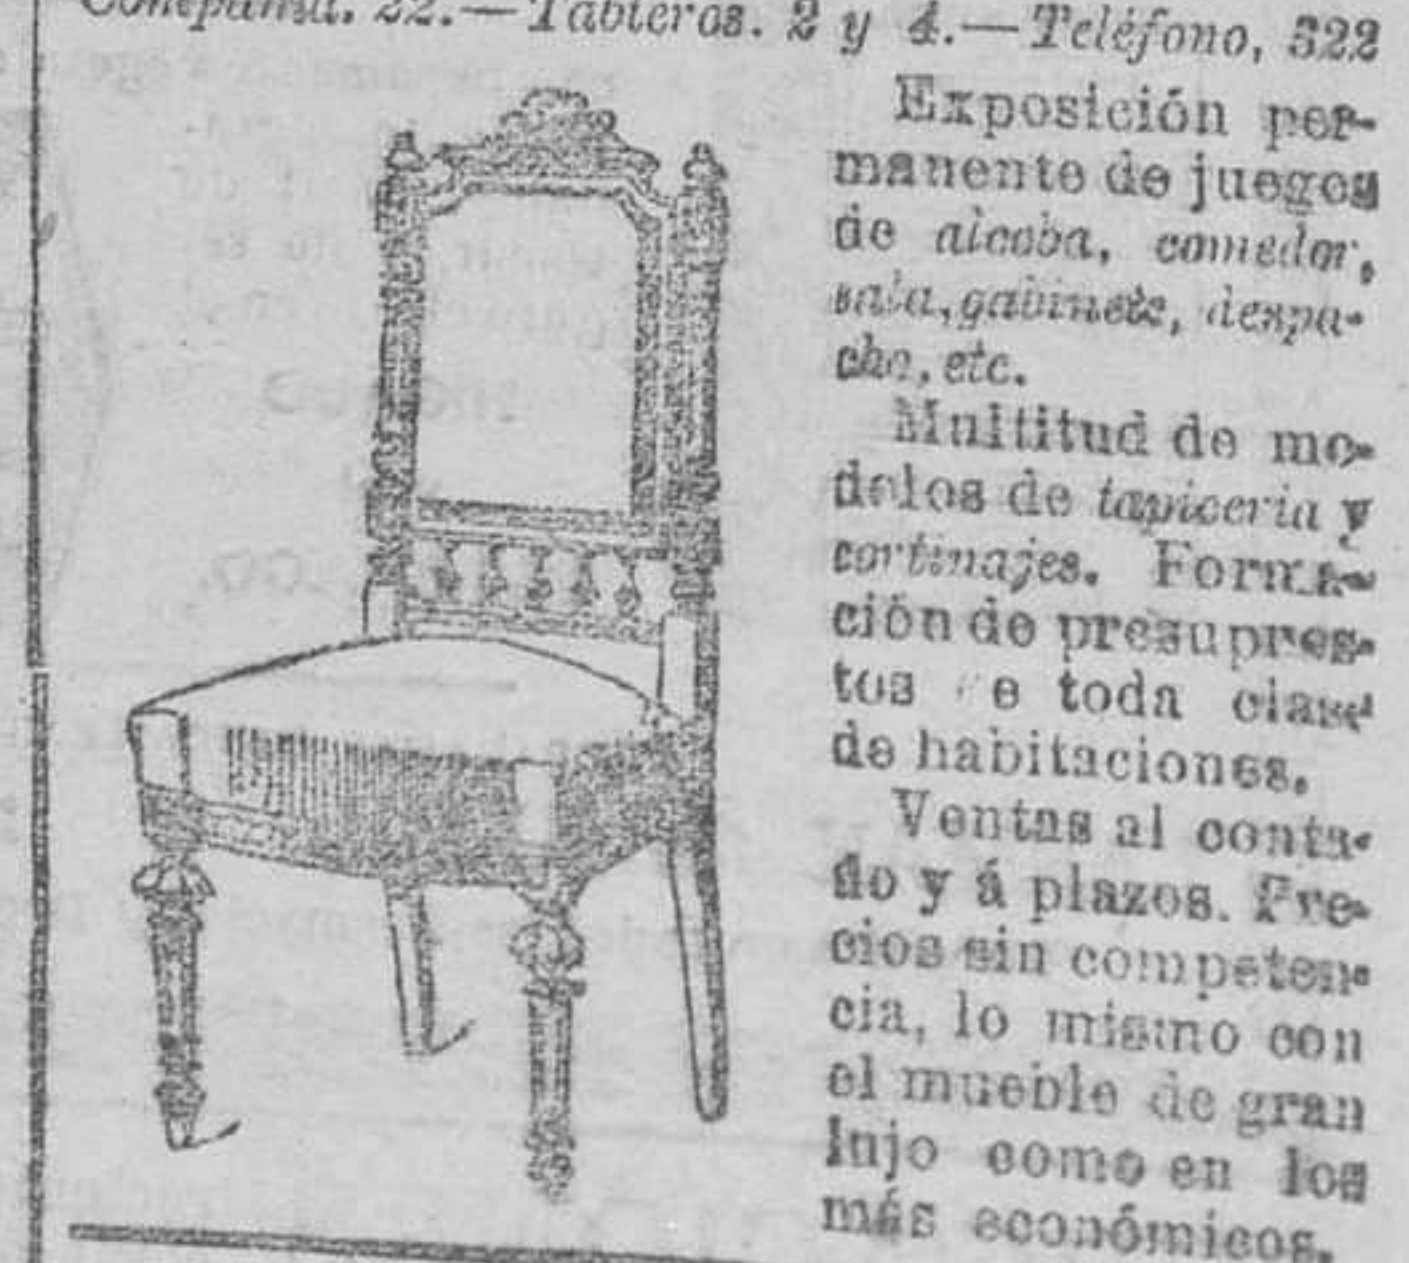 Compañía. 22.—Tableros. 2 y 4.—Teléfono, 322
Exposición per-
manente de juegos
de alcoba, comedor,
sala, gabinete, despa-
cho, etc.
Multitud de mo-
delos de tapiceria y
cortinajes. Forma-
ción de presupues-
tos de toda clase
de habitaciones.
Ventas al conta-
do y á plazos. Pre-
cios sin competen-
cia, lo mismo con
el mueble de gran
lujo como en los
más económicos.